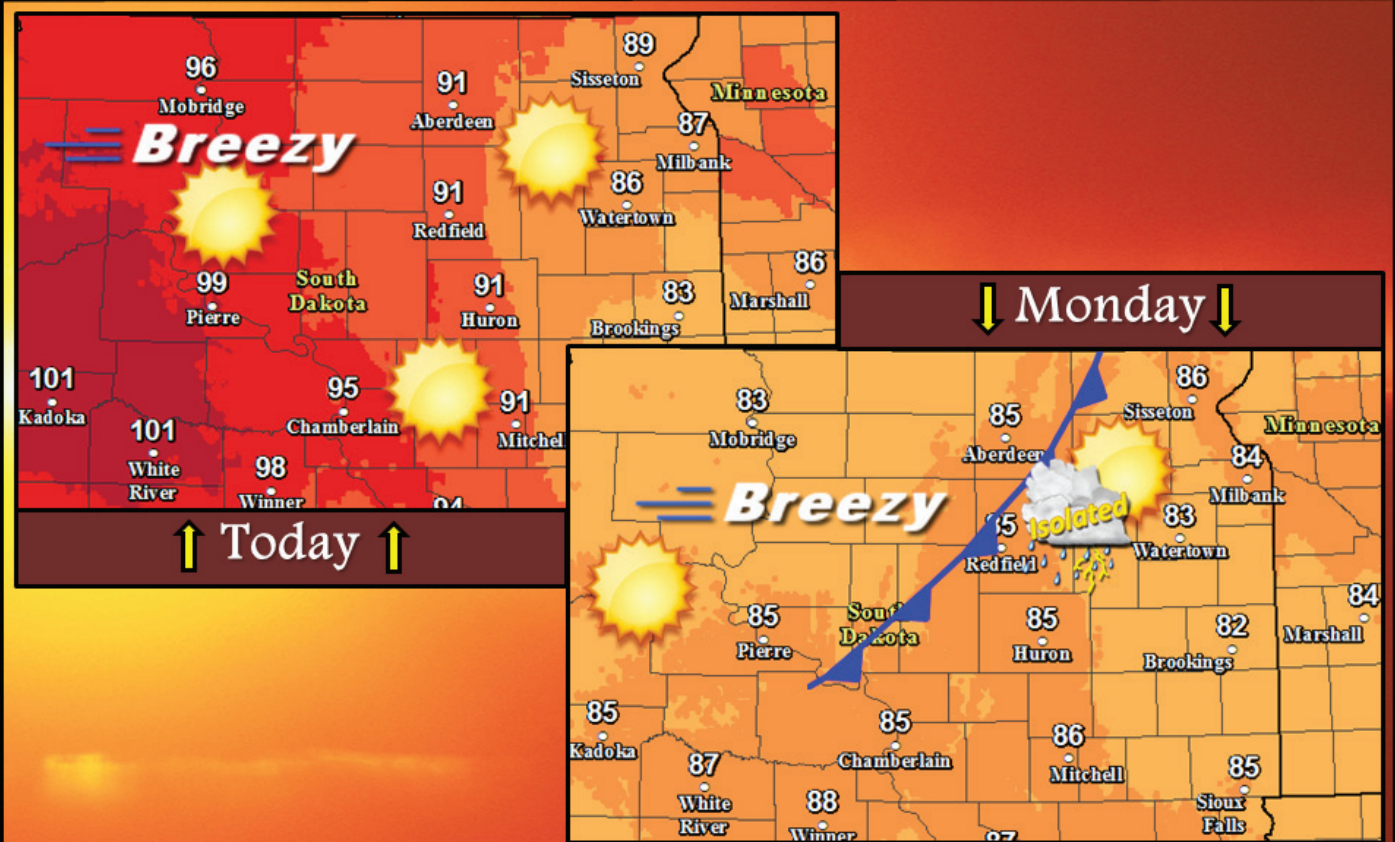 89
Sisseton
96
Mobridge
91
Aberdeen
Minnesota
Breezy
87
Milbank
91
Redfield
86
Watertown
99
Pierre
South
Dakota
91
Huron
83
Brookings
86
Marshall
101
Kadoka
95
Chamberlain
91
Mitchell
101
White
River
98
Winner
94
Today
Monday
83
Mobridge
85
Aberdeen
86
Sisseton
Minnesota
84
Milbank
Breezy
Isolated
85
Redfield
83
Watertown
85
Pierre
South
Dakota
85
Huron
82
Brookings
84
Marshall
85
Kadoka
85
Chamberlain
86
Mitchell
87
White
River
88
Winner
87
85
Sioux
Falls